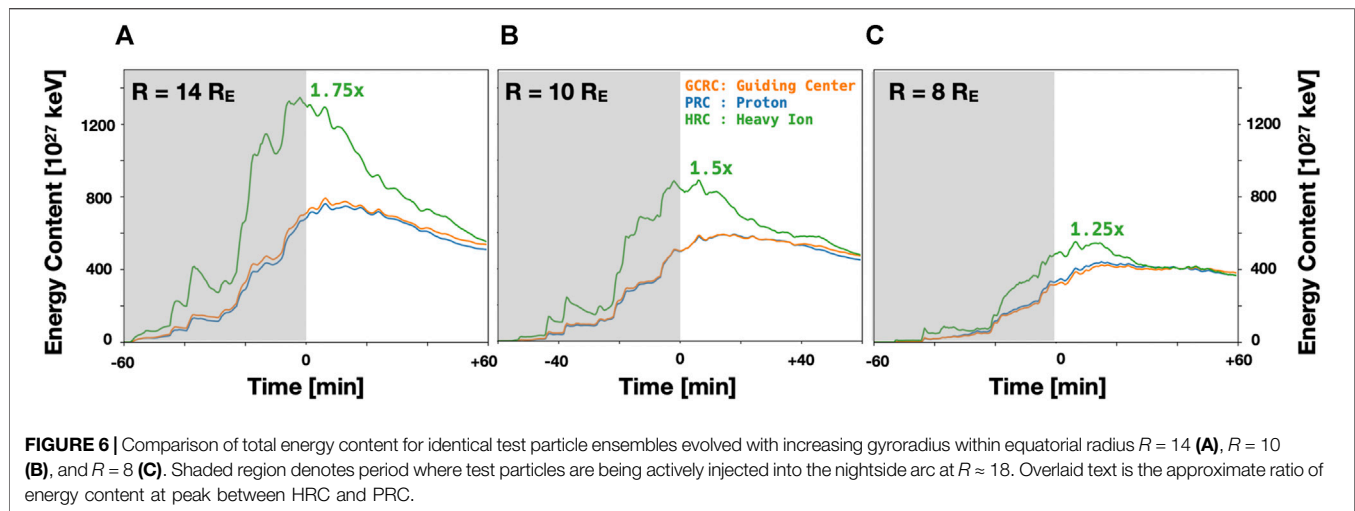 A
B
C
R = 14 RE
1.75x
R = 10 RE
GCRC: Guiding Center
PRC : Proton
HRC : Heavy Ion
1.5x
R = 8 RE
1.25x
Energy Content [10²⁷ keV]
1200
800
400
0
-60
0
+60
Time [min]
-40
0
+40
Time [min]
-60
0
+60
Time [min]
1200
800
400
0
Energy Content [10²⁷ keV]
FIGURE 6 | Comparison of total energy content for identical test particle ensembles evolved with increasing gyroradius within equatorial radius R = 14 (A), R = 10
(B), and R = 8 (C). Shaded region denotes period where test particles are being actively injected into the nightside arc at R ≈ 18. Overlaid text is the approximate ratio of
energy content at peak between HRC and PRC.